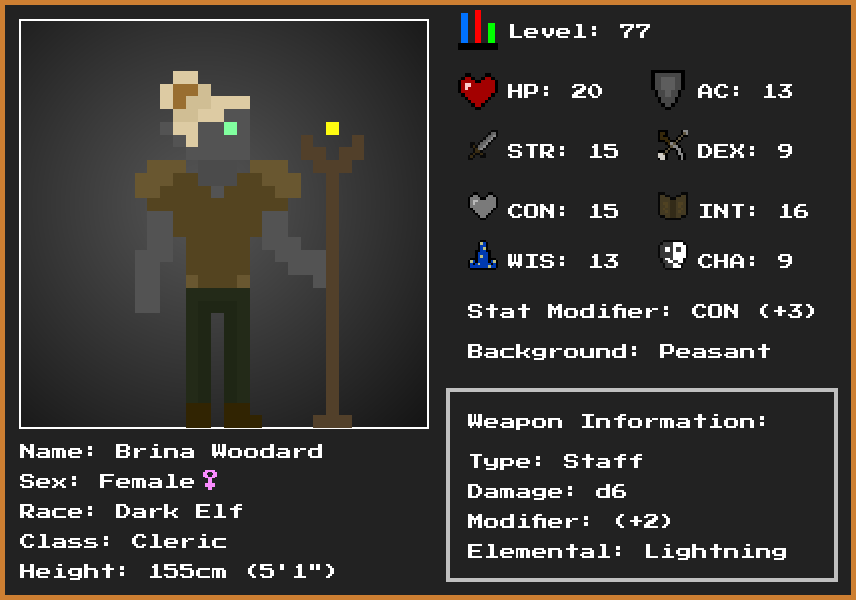 Level: 77
HP: 20
AC: 13
STR: 15
DEX: 9
CON: 15
INT: 16
WIS: 13
CHA: 9
Stat Modifier: CON (+3)
Background: Peasant
Weapon Information:
Type: Staff
Damage: d6
Modifier: (+2)
Elemental: Lightning
Name: Brina Woodard
Sex: Female♀
Race: Dark Elf
Class: Cleric
Height: 155cm (5'1")